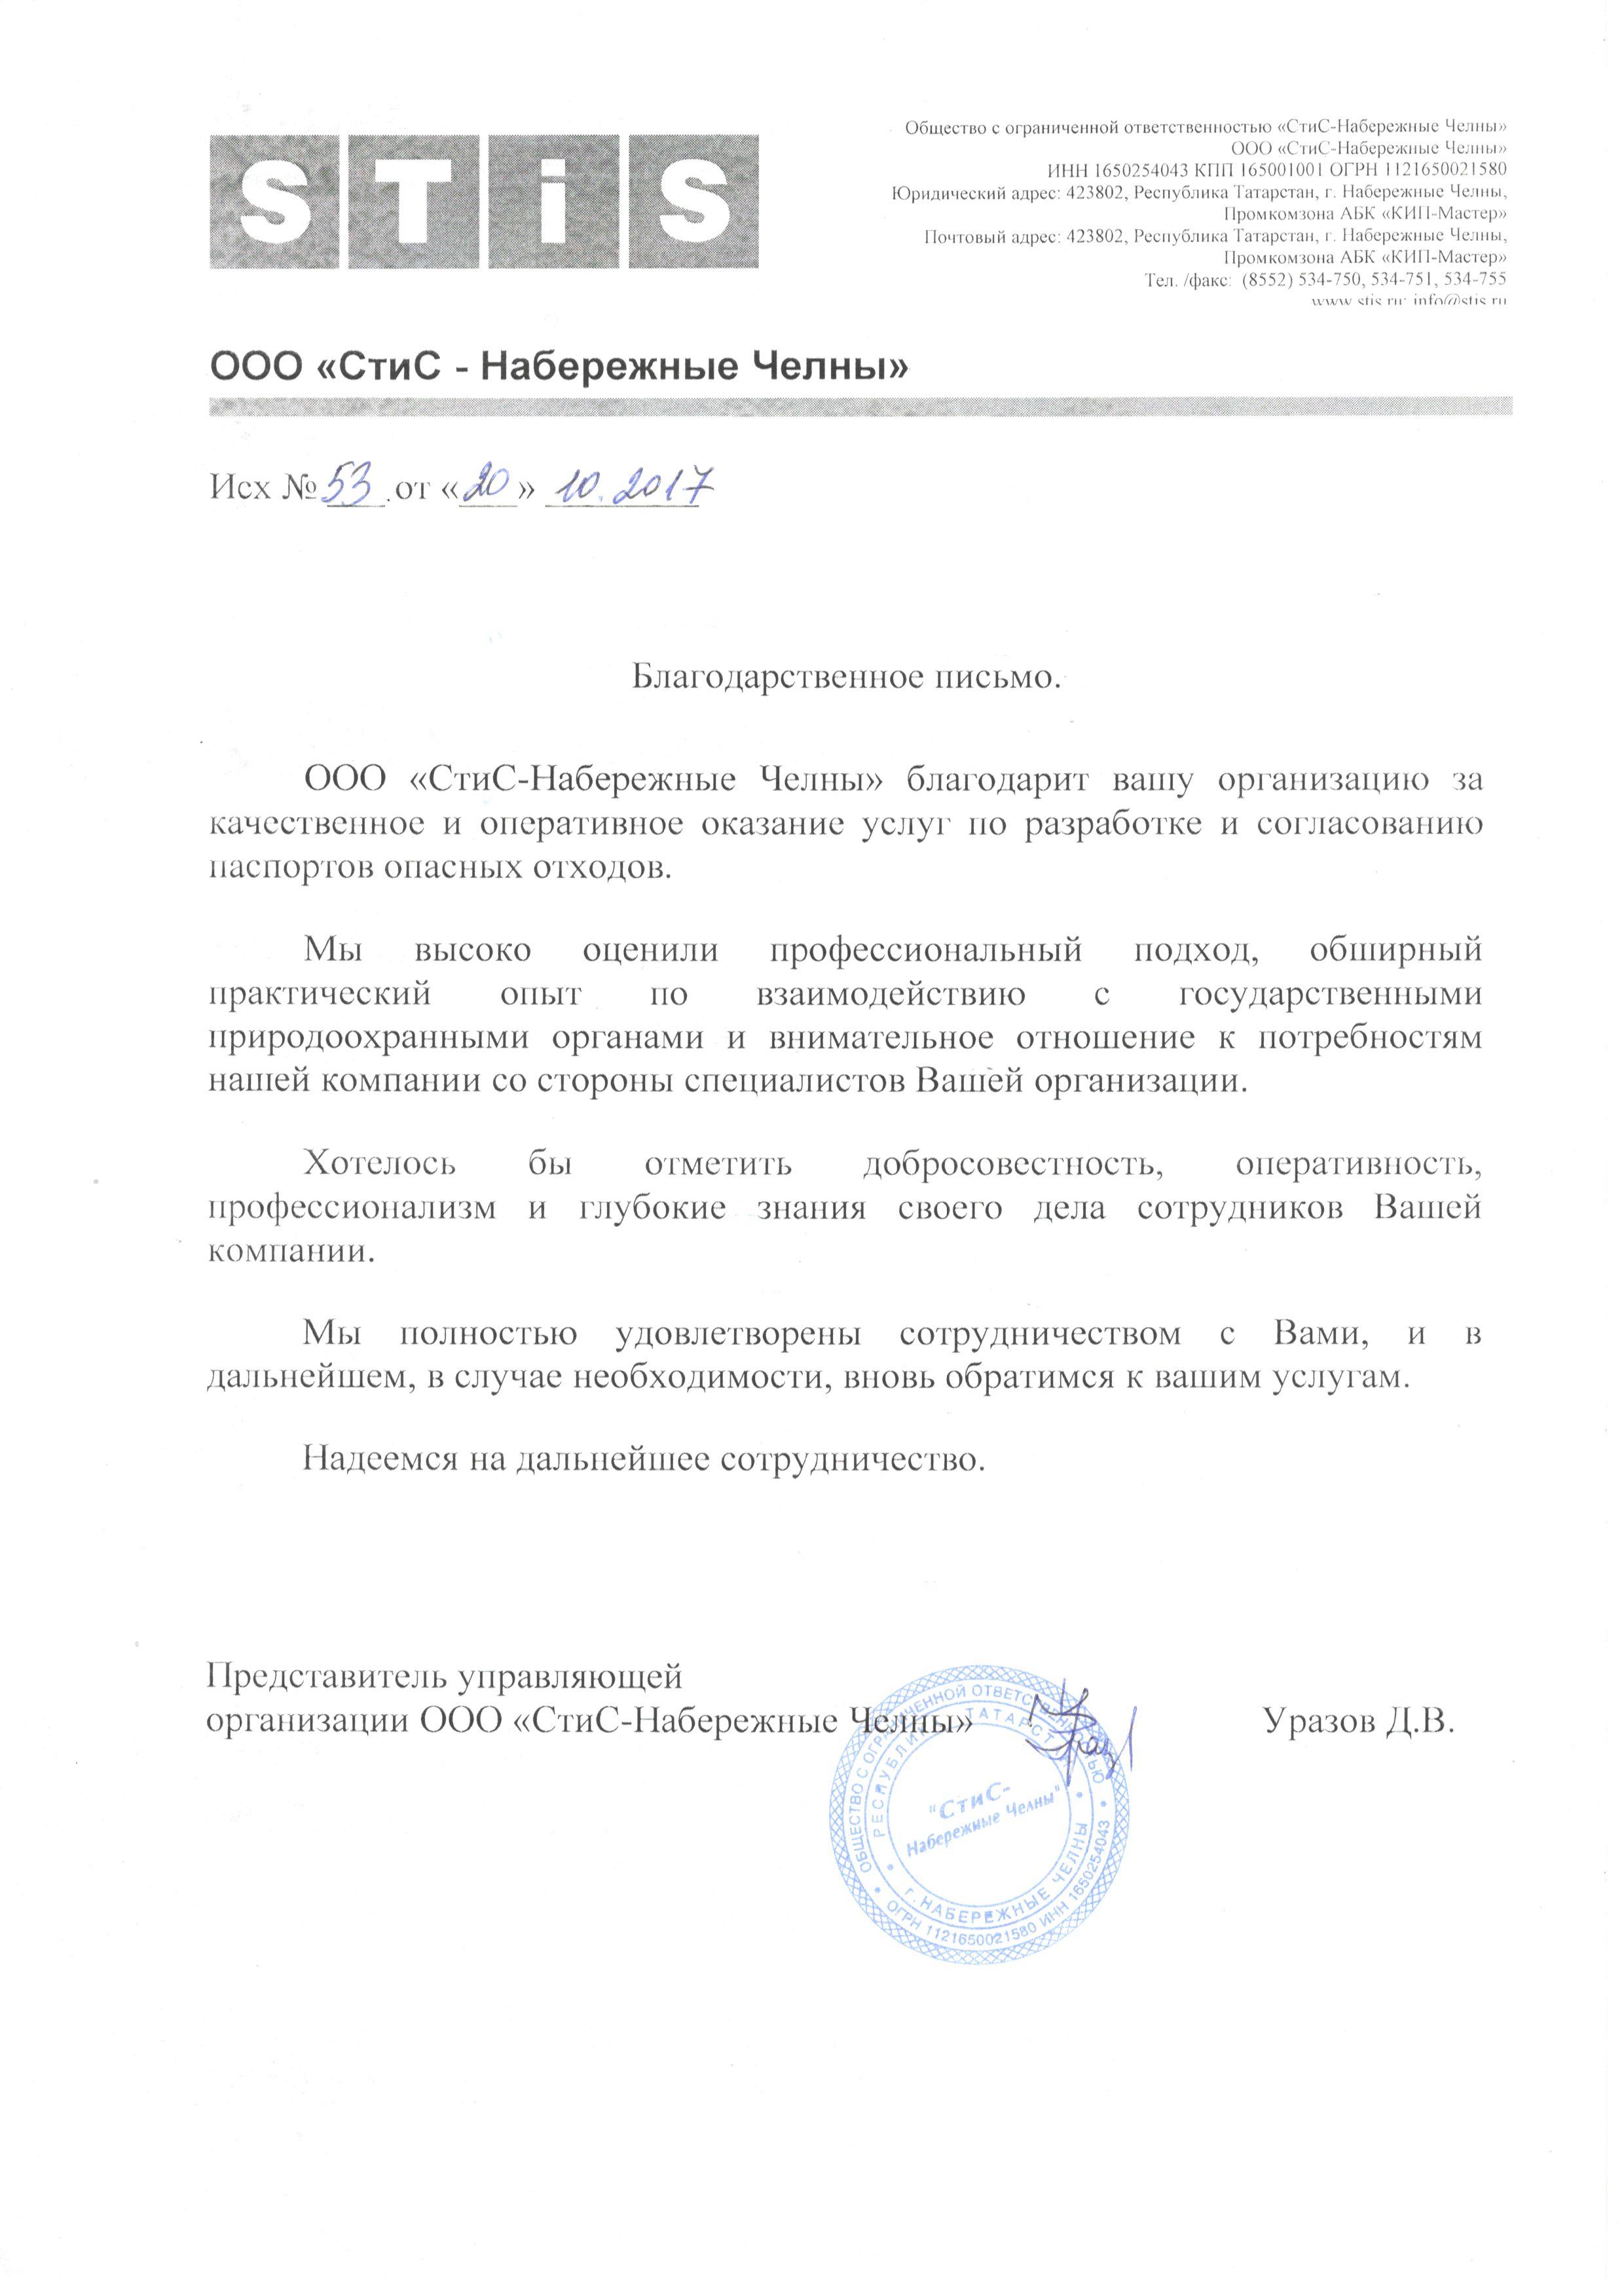 STiS
Общество с ограниченной ответственностью «СтиС-Набережные Челны»
ООО «СтиС-Набережные Челны»
ИНН 1650254043 КПП 165001001 ОГРН 1121650021580
Юридический адрес: 423802, Республика Татарстан, г. Набережные Челны,
Промкомзона АБК «КИП-Мастер»
Почтовый адрес: 423802, Республика Татарстан, г. Набережные Челны,
Промкомзона АБК «КИП-Мастер»
Тел. /факс: (8552) 534-750, 534-751, 534-755
www.stis.ru; info@stis.ru
ООО «СтиС - Набережные Челны»
Исх № 53 от «20» 10.2017
Благодарственное письмо.
ООО «СтиС-Набережные Челны» благодарит вашу организацию за
качественное и оперативное оказание услуг по разработке и согласованию
паспортов опасных отходов.
Мы высоко оценили профессиональный подход, обширный
практический опыт по взаимодействию с государственными
природоохранными органами и внимательное отношение к потребностям
нашей компании со стороны специалистов Вашей организации.
Хотелось бы отметить добросовестность, оперативность,
профессионализм и глубокие знания своего дела сотрудников Вашей
компании.
Мы полностью удовлетворены сотрудничеством с Вами, и в
дальнейшем, в случае необходимости, вновь обратимся к вашим услугам.
Надеемся на дальнейшее сотрудничество.
Представитель управляющей
организации ООО «СтиС-Набережные Челны» Уразов Д.В.
ОБЩЕСТВО С ОГРАНИЧЕННОЙ ОТВЕТСТВЕННОСТЬЮ
РЕСПУБЛИКА ТАТАРСТАН
"СтиС-
Набережные Челны"
г. НАБЕРЕЖНЫЕ ЧЕЛНЫ
ОГРН 1121650021580 ИНН 1650254043